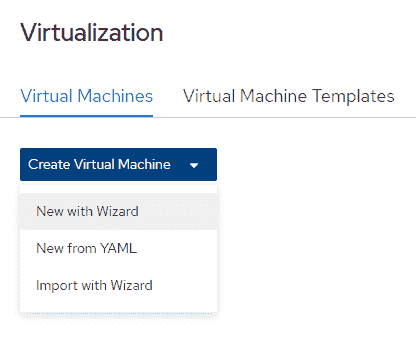 Virtualization
Virtual Machines
Virtual Machine Templates
Create Virtual Machine
New with Wizard
New from YAML
Import with Wizard